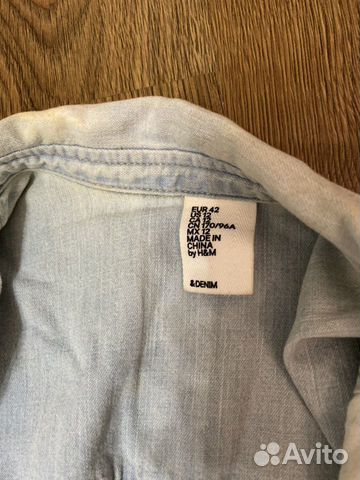 EUR 42
US 12
CA 12
CN 170/96A
MX 12
MADE IN
CHINA
by H&M
&DENIM
Avito